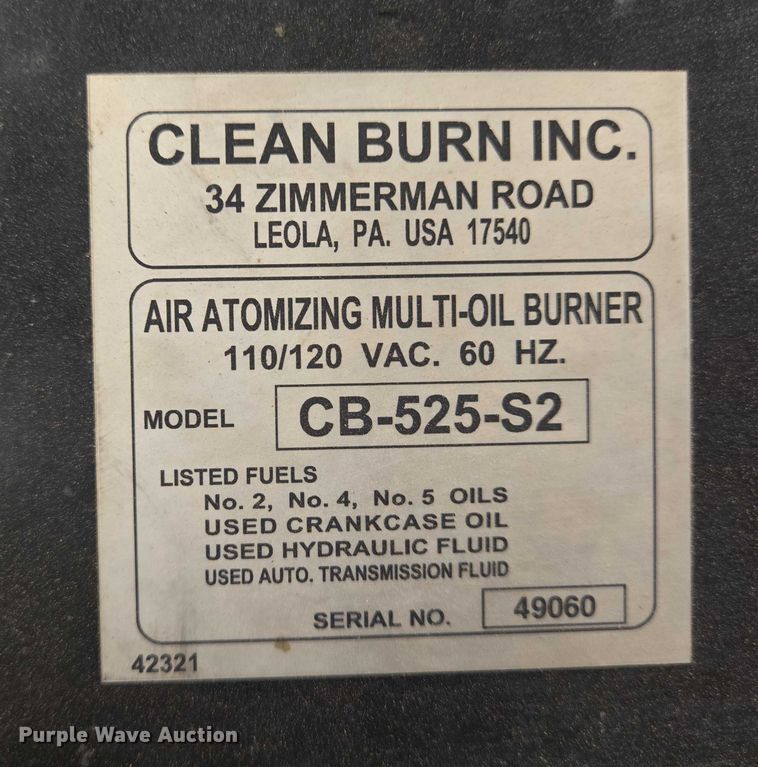 CLEAN BURN INC.
34 ZIMMERMAN ROAD
LEOLA, PA. USA 17540
AIR ATOMIZING MULTI-OIL BURNER
110/120 VAC. 60 HZ.
MODEL CB-525-S2
LISTED FUELS
No. 2, No. 4, No. 5 OILS
USED CRANKCASE OIL
USED HYDRAULIC FLUID
USED AUTO. TRANSMISSION FLUID
SERIAL NO. 49060
42321
Purple Wave Auction